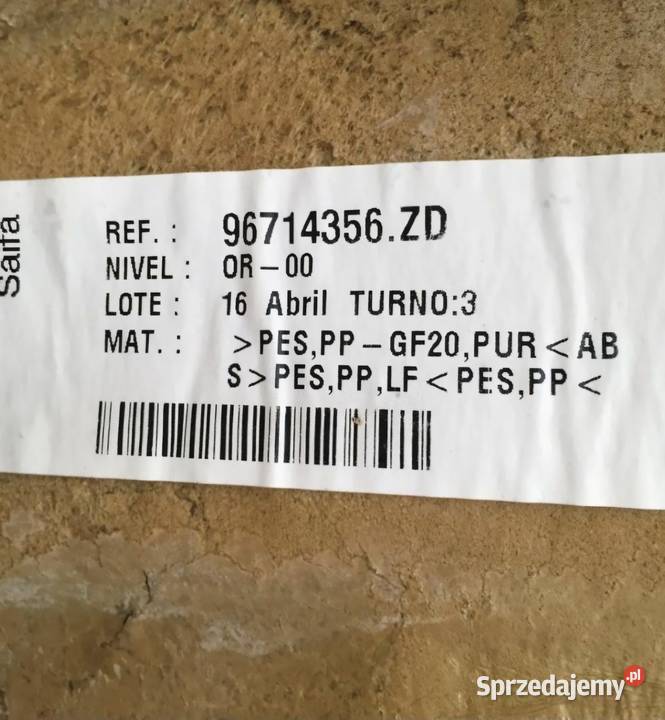 Saifa
REF.: 96714356.ZD
NIVEL: OR-00
LOTE: 16 Abril TURNO:3
MAT.: >PES,PP-GF20,PUR<AB
S>PES,PP,LF<PES,PP<
Sprzedajemy.pl